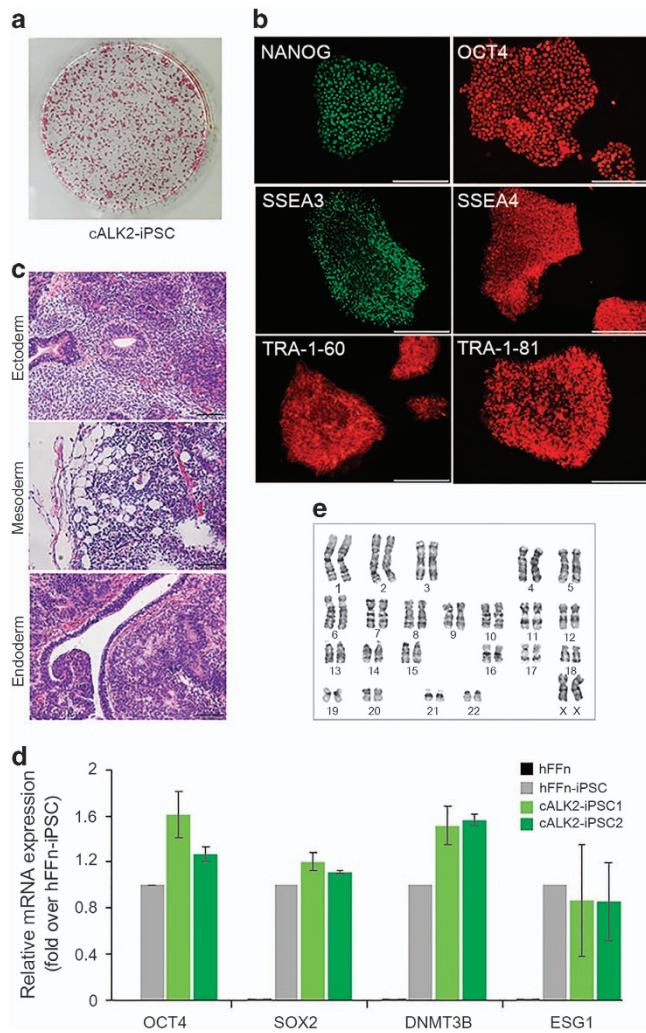 a
cALK2-iPSC
b
NANOG
OCT4
SSEA3
SSEA4
TRA-1-60
TRA-1-81
c
Ectoderm
Mesoderm
Endoderm
e
1 2 3 4 5
6 7 8 9 10 11 12
13 14 15 16 17 18
19 20 21 22 X X
d
Relative mRNA expression
(fold over hFFn-iPSC)
2
1.6
1.2
0.8
0.4
0
hFFn
hFFn-iPSC
cALK2-iPSC1
cALK2-iPSC2
OCT4 SOX2 DNMT3B ESG1